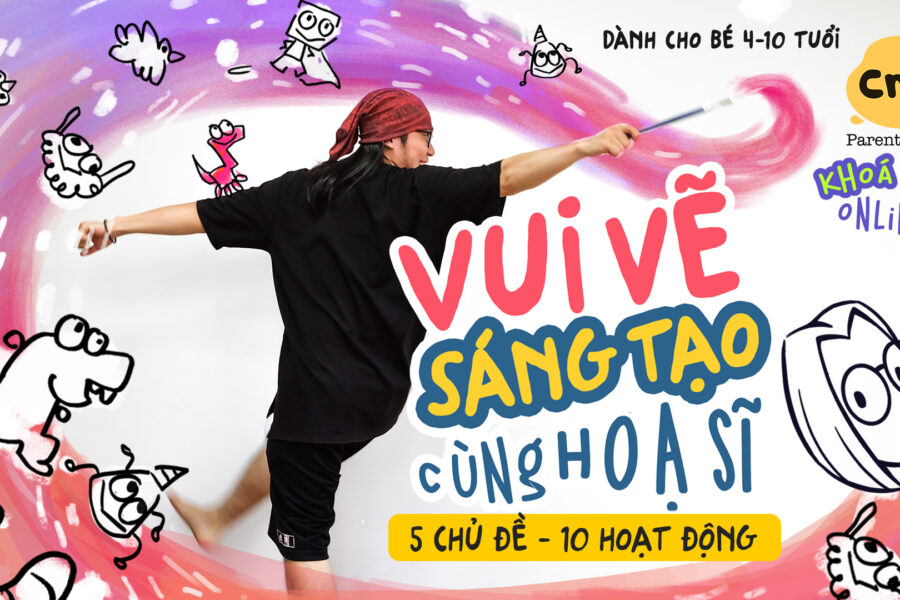 DÀNH CHO BÉ 4-10 TUỔI
Parent
KHOÁ
VUI VẼ
SÁNG TẠO
CÙNG HOẠ SĨ
5 CHỦ ĐỀ - 10 HOẠT ĐỘNG